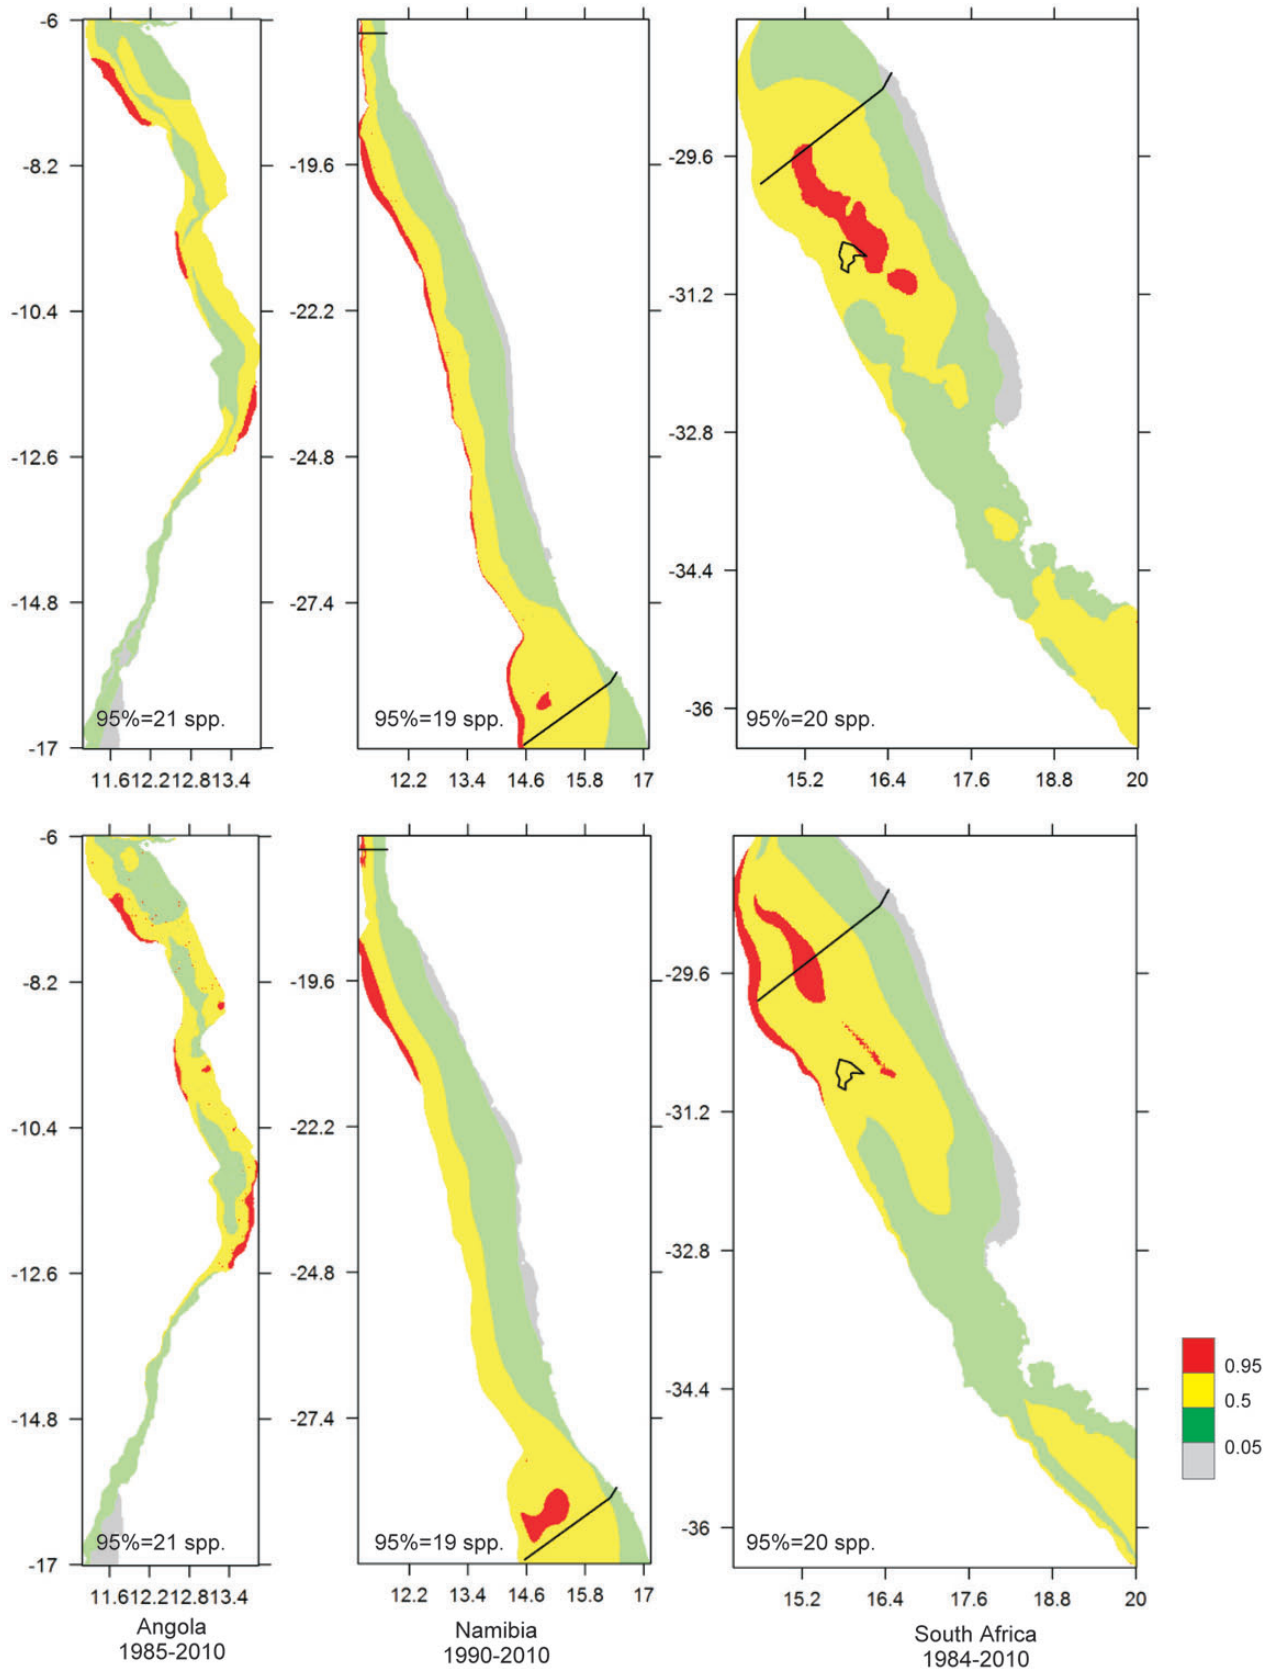 -6
-8.2
-10.4
-12.6
-14.8
-17
95%=21 spp.
11.6 12.2 12.8 13.4
-19.6
-22.2
-24.8
-27.4
95%=19 spp.
12.2 13.4 14.6 15.8 17
-29.6
-31.2
-32.8
-34.4
-36
95%=20 spp.
15.2 16.4 17.6 18.8 20
-6
-8.2
-10.4
-12.6
-14.8
-17
95%=21 spp.
11.6 12.2 12.8 13.4
Angola
1985-2010
-19.6
-22.2
-24.8
-27.4
95%=19 spp.
12.2 13.4 14.6 15.8 17
Namibia
1990-2010
-29.6
-31.2
-32.8
-34.4
-36
95%=20 spp.
15.2 16.4 17.6 18.8 20
South Africa
1984-2010
0.95
0.5
0.05